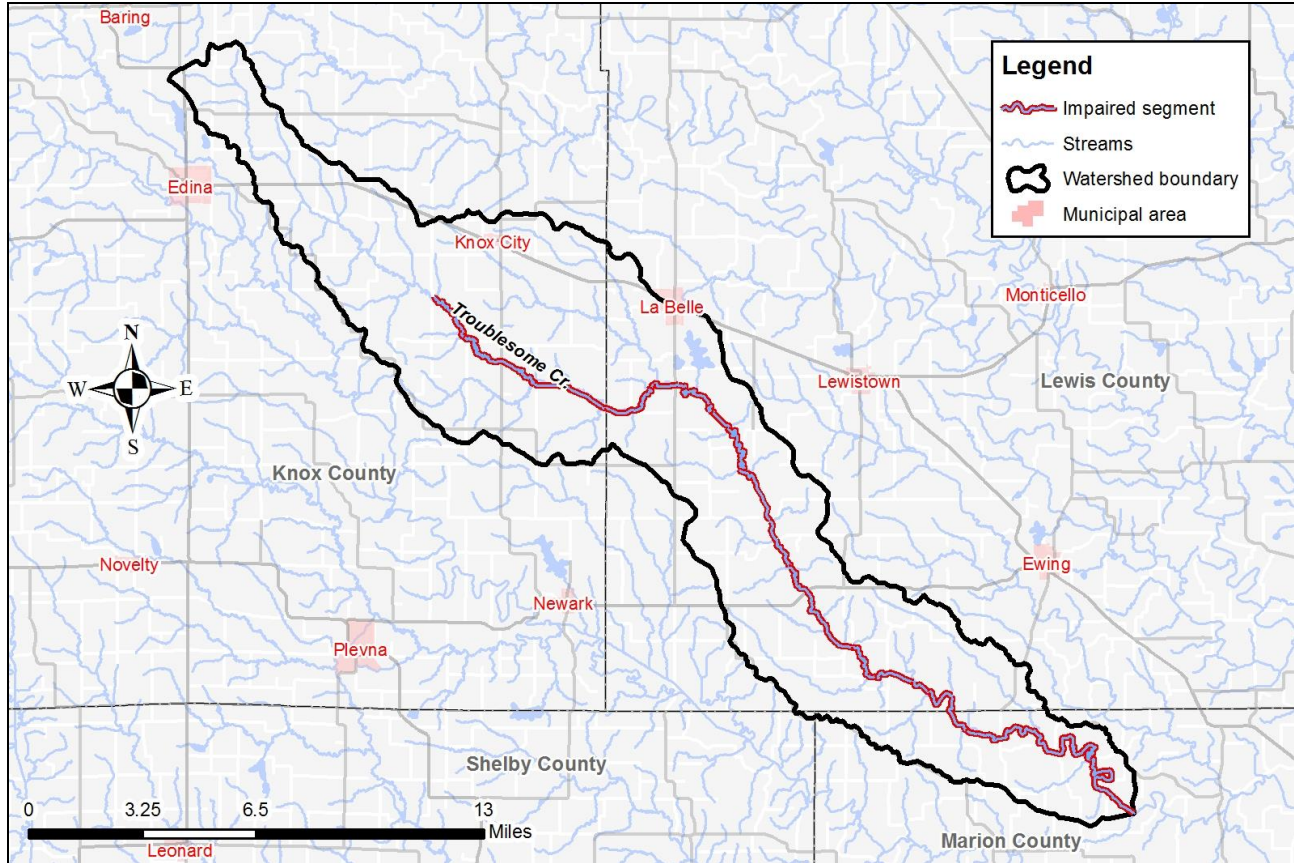 Baring
Legend
Impaired segment
Streams
Watershed boundary
Municipal area
Edina
Knox City
Monticello
La Belle
Troublesome Cr.
N
W
E
S
Lewistown
Lewis County
Knox County
Novelty
Ewing
Newark
Plevna
Shelby County
0
3.25
6.5
13
Miles
Leonard
Marion County